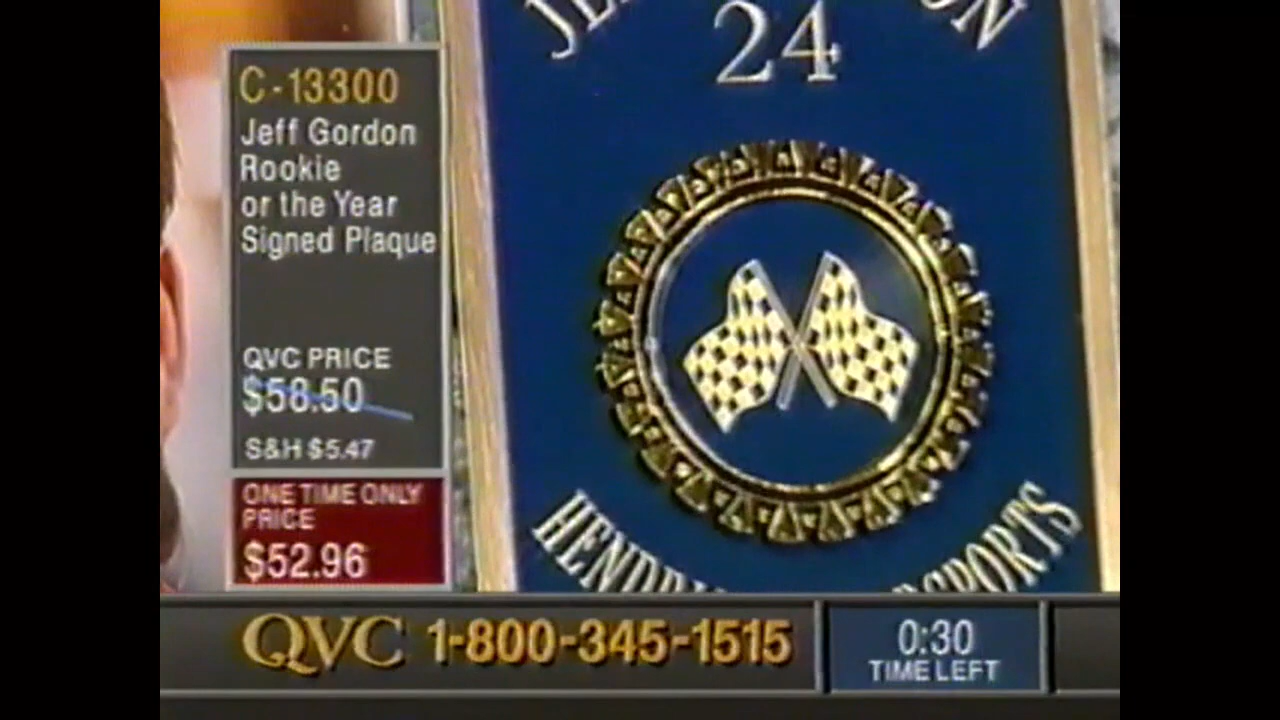 C-13300
Jeff Gordon
Rookie
or the Year
Signed Plaque
QVC PRICE
$58.50
S&H $5.47
ONE TIME ONLY
PRICE
$52.96
24
QVC 1-800-345-1515
0:30
TIME LEFT